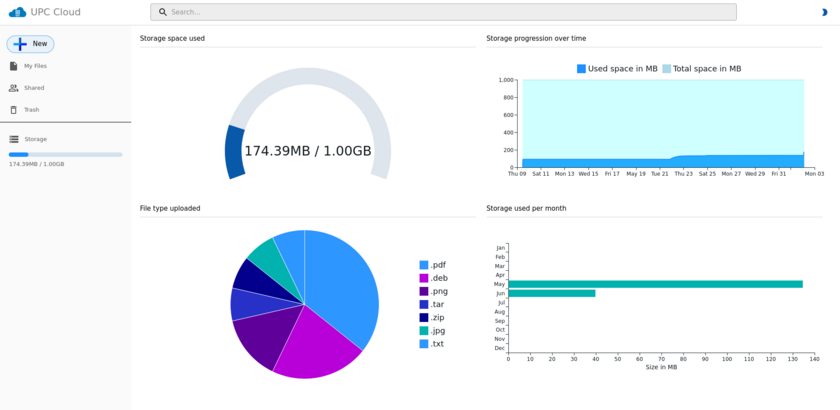 UPC Cloud
Search...
New
My Files
Shared
Trash
Storage
174.39MB / 1.00GB
Storage space used
174.39MB / 1.00GB
Storage progression over time
Used space in MB Total space in MB
1,000
800
600
400
200
0
Thu 09 Sat 11 Mon 13 Wed 15 Fri 17 May 19 Tue 21 Thu 23 Sat 25 Mon 27 Wed 29 Fri 31 Mon 03
File type uploaded
.pdf
.deb
.png
.tar
.zip
.jpg
.txt
Storage used per month
Jan
Feb
Mar
Apr
May
Jun
Jul
Aug
Sep
Oct
Nov
Dec
0 10 20 30 40 50 60 70 80 90 100 110 120 130 140
Size in MB